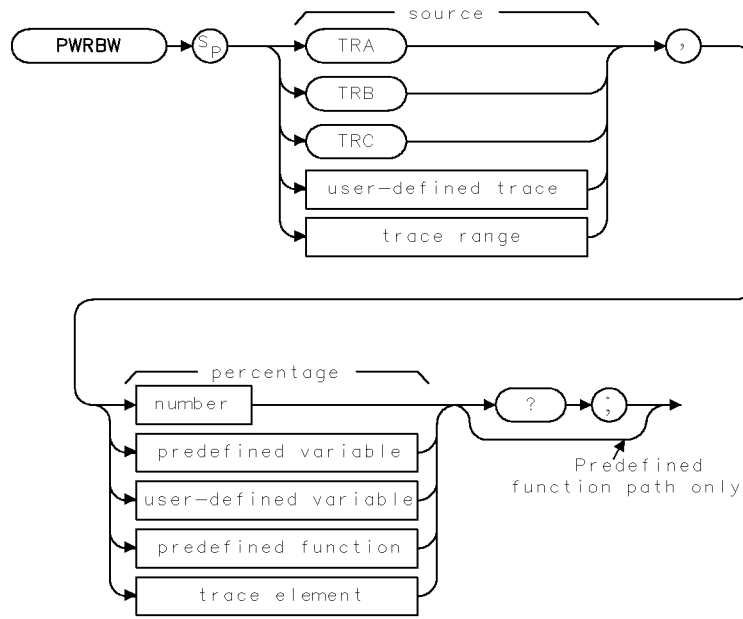 source
PWRBW
SP
TRA
,
TRB
TRC
user-defined trace
trace range
percentage
number
?
;
predefined variable
Predefined
function path only
user-defined variable
predefined function
trace element